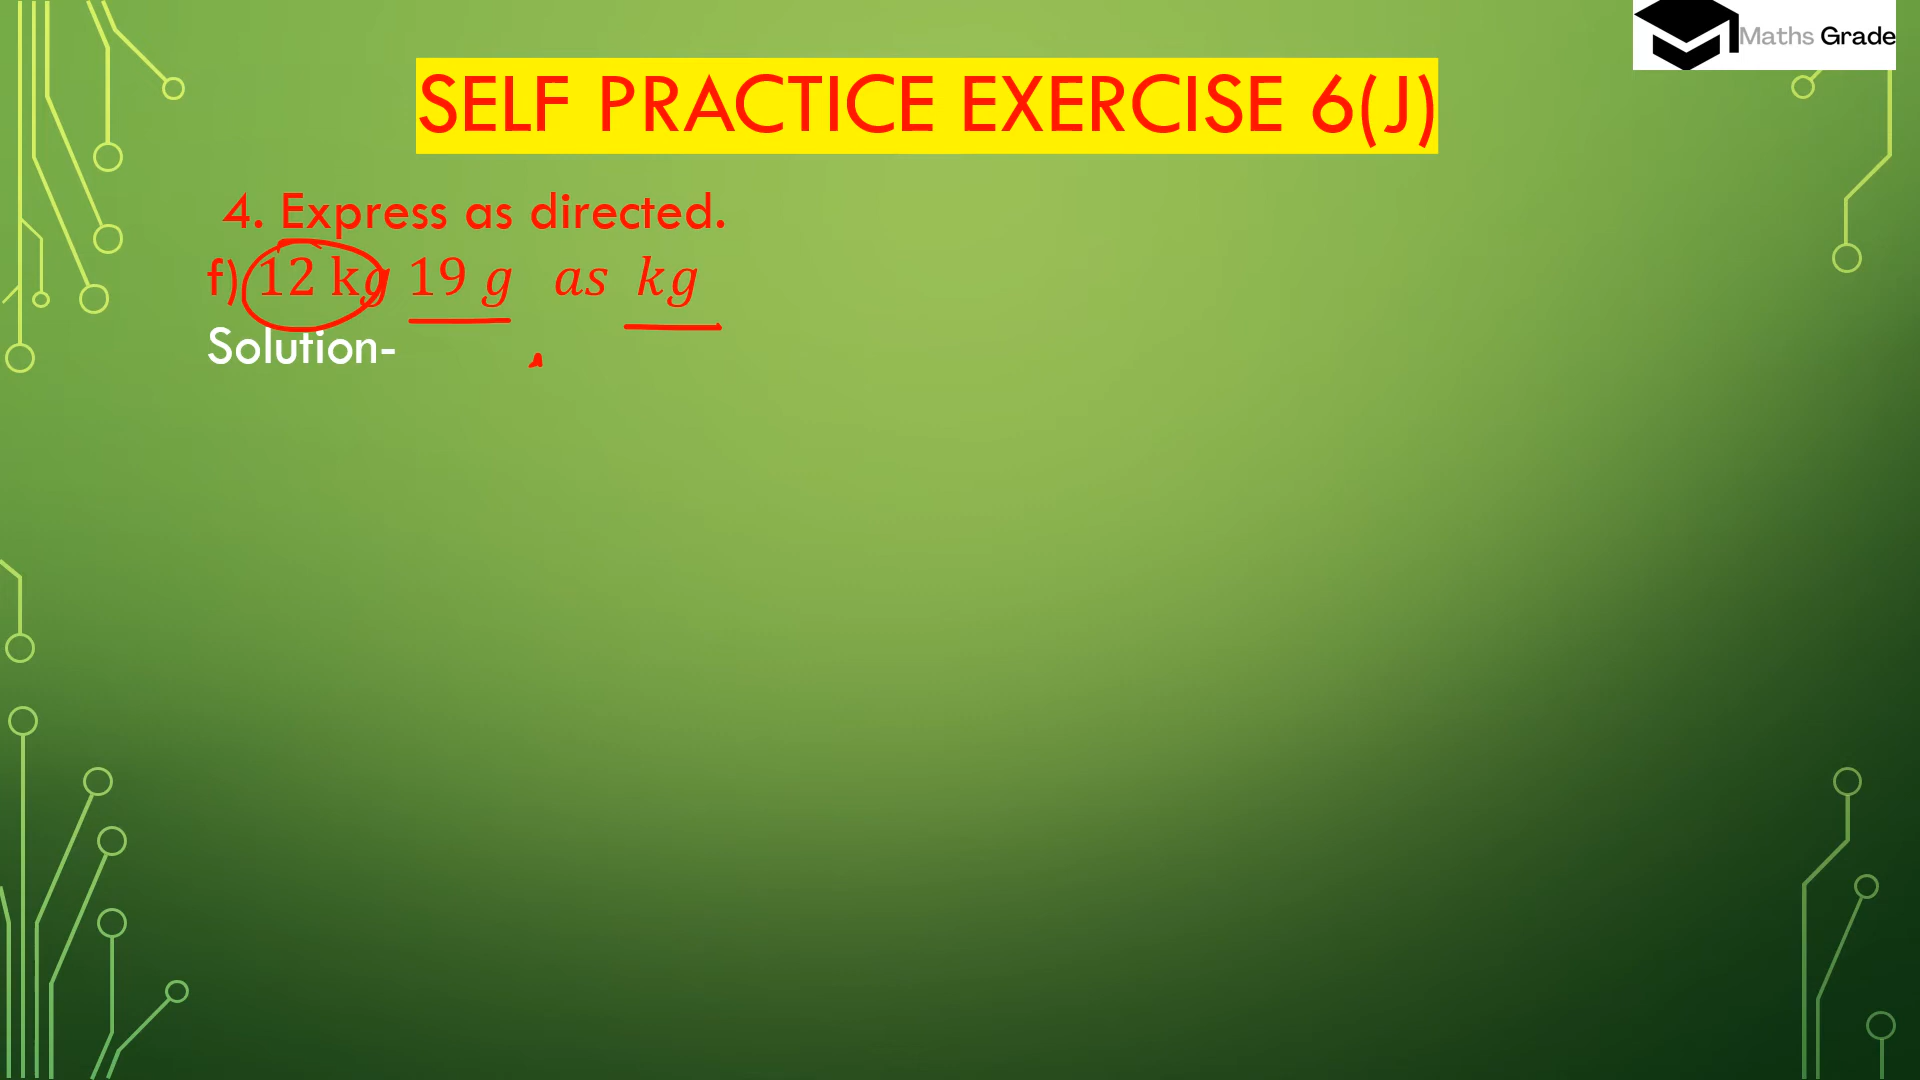 Maths Grade
SELF PRACTICE EXERCISE 6(J)
4. Express as directed.
f) 12 kg 19 g as kg
Solution-